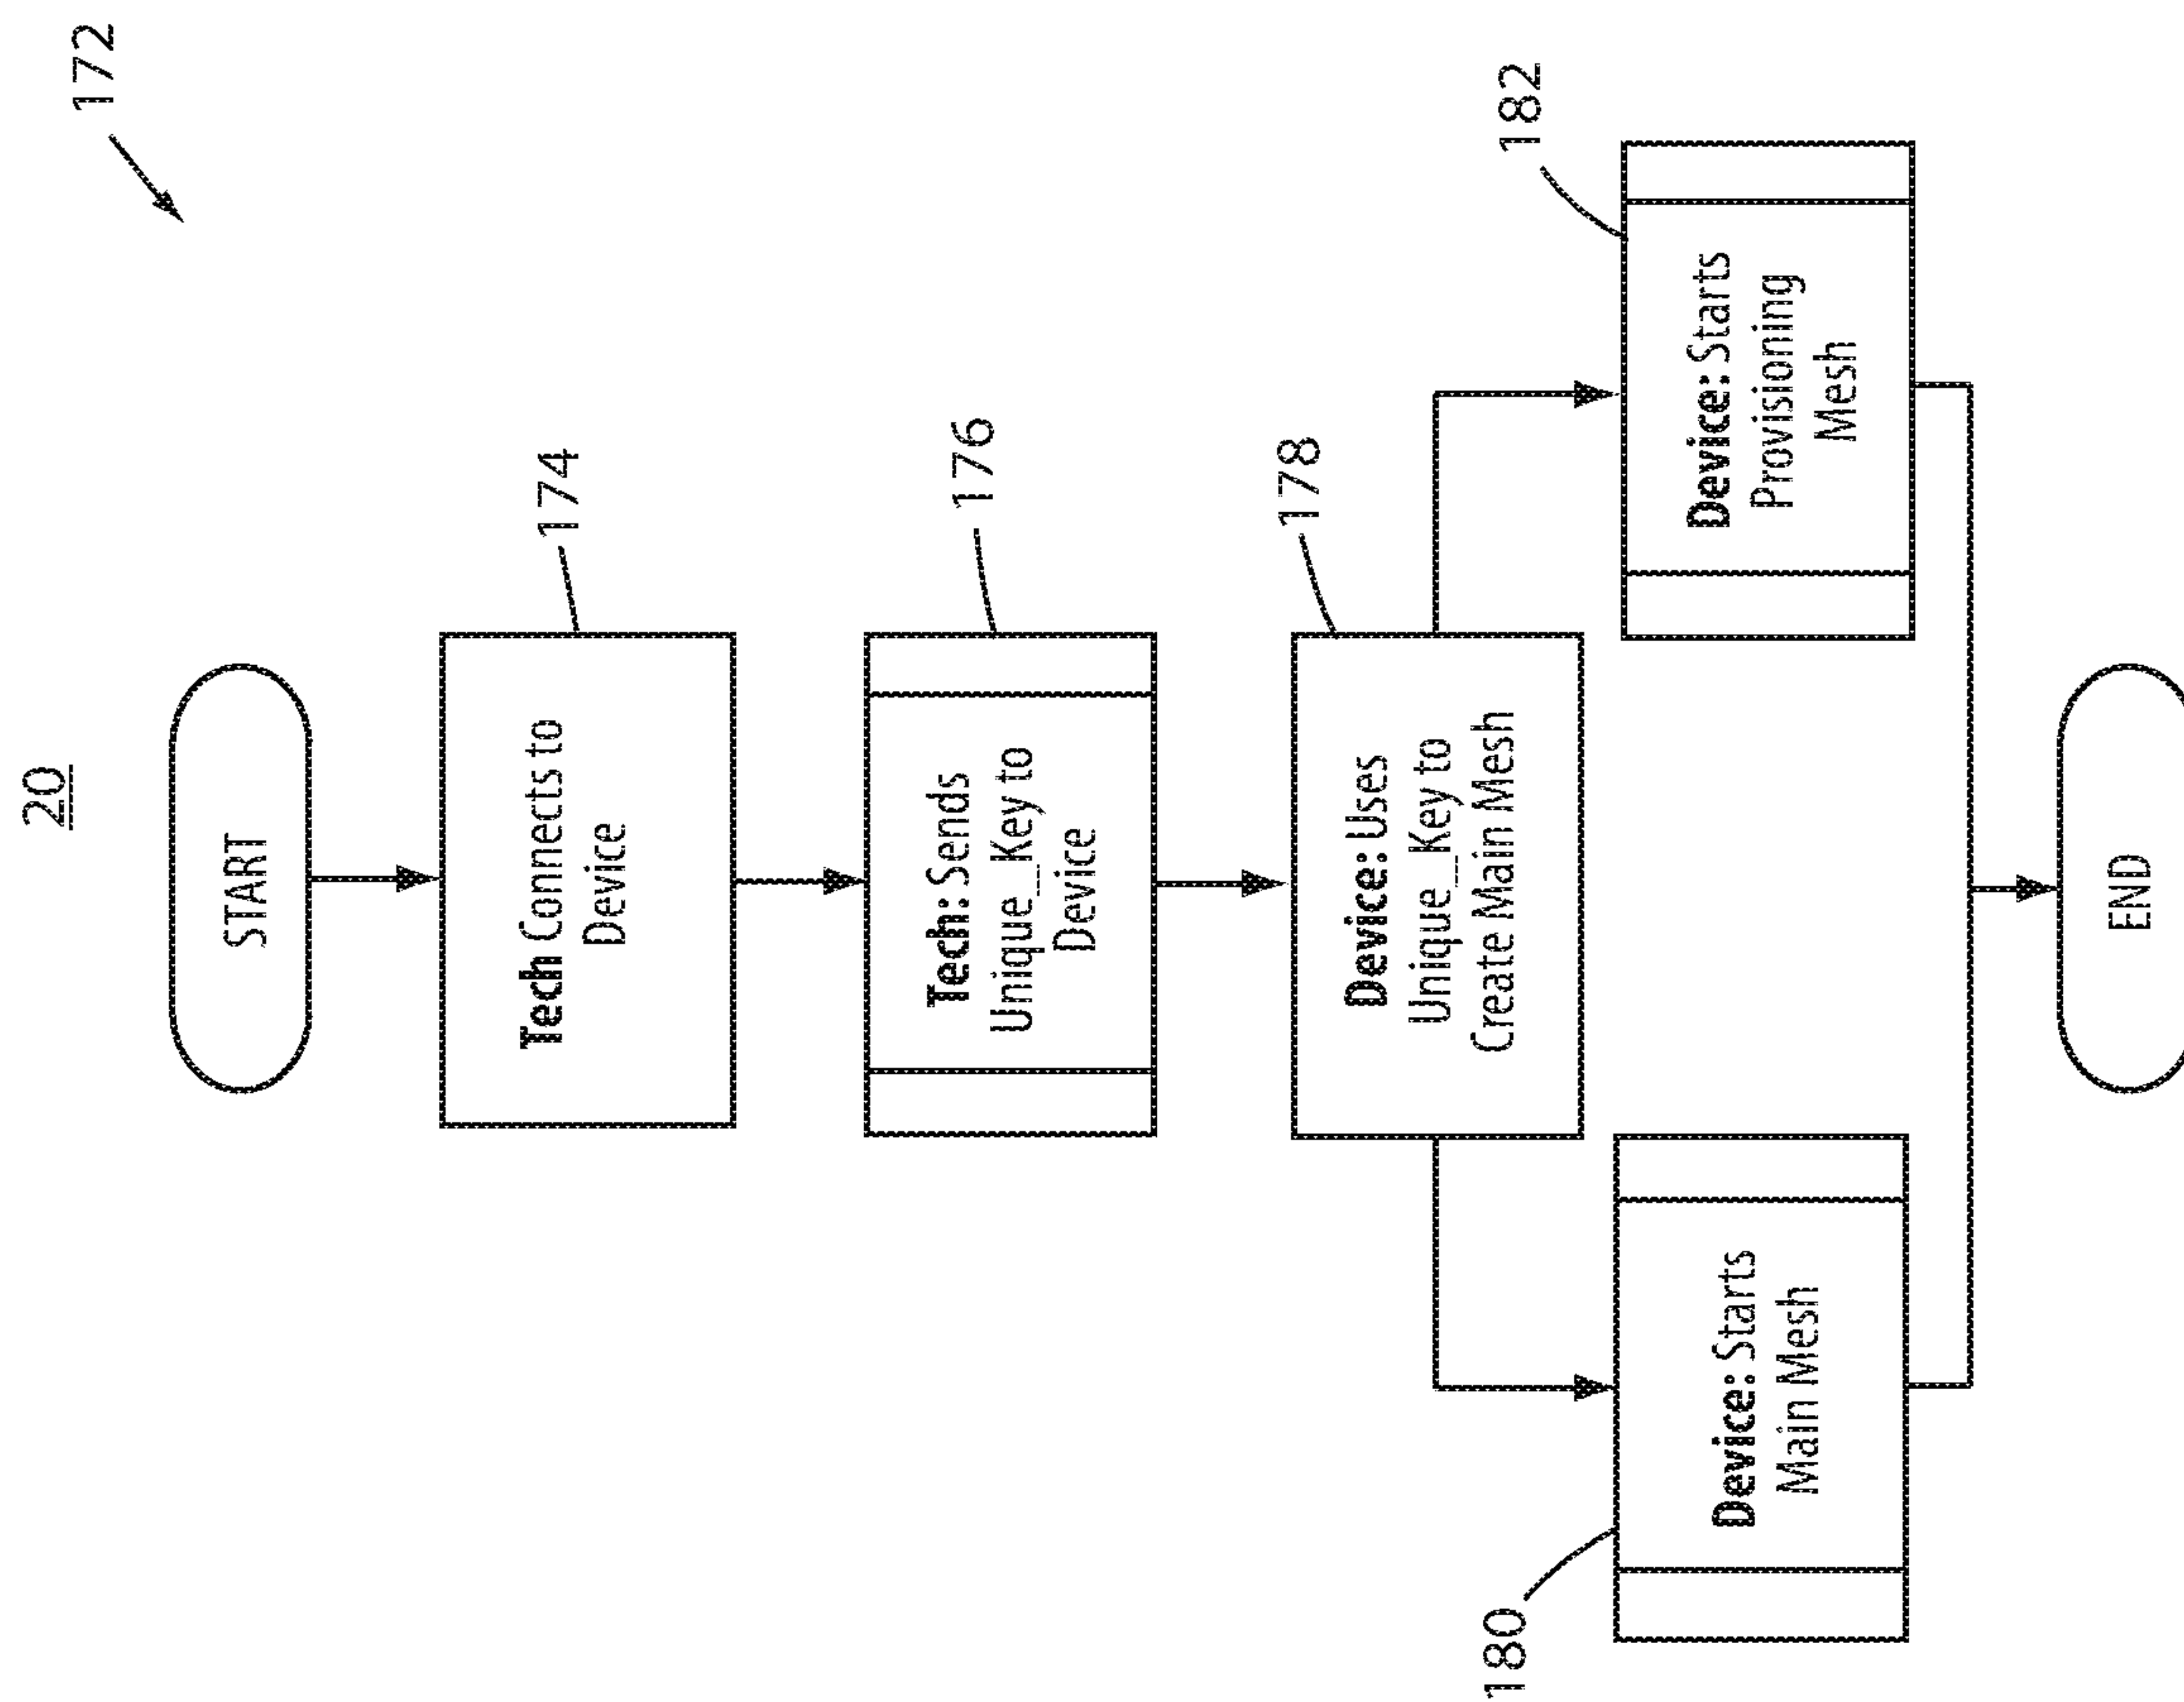 20
172
START
Tech Connects to
Device
174
Tech: Sends
Unique_Key to
Device
176
Device: Uses
Unique_Key to
Create Main Mesh
178
Device: Starts
Main Mesh
180
Device: Starts
Provisioning
Mesh
182
END